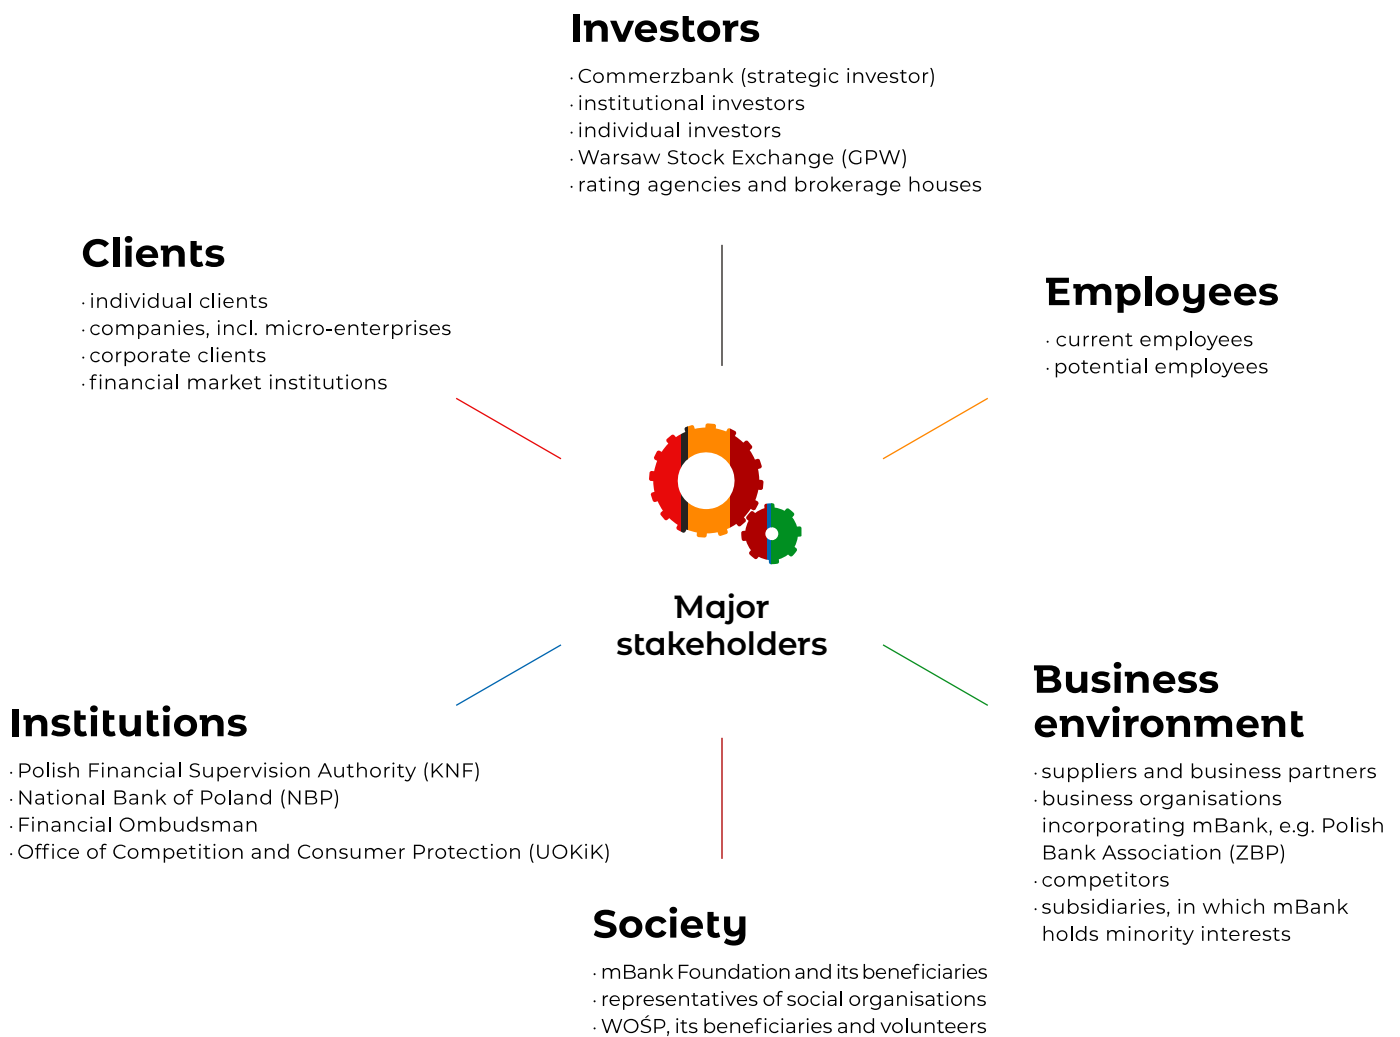 Investors
· Commerzbank (strategic investor)
· institutional investors
· individual investors
· Warsaw Stock Exchange (GPW)
· rating agencies and brokerage houses
Clients
· individual clients
· companies, incl. micro-enterprises
· corporate clients
· financial market institutions
Employees
· current employees
· potential employees
Major
stakeholders
Institutions
· Polish Financial Supervision Authority (KNF)
· National Bank of Poland (NBP)
· Financial Ombudsman
· Office of Competition and Consumer Protection (UOKiK)
Business
environment
· suppliers and business partners
· business organisations
incorporating mBank, e.g. Polish
Bank Association (ZBP)
· competitors
· subsidiaries, in which mBank
holds minority interests
Society
· mBank Foundation and its beneficiaries
· representatives of social organisations
· WOŚP, its beneficiaries and volunteers